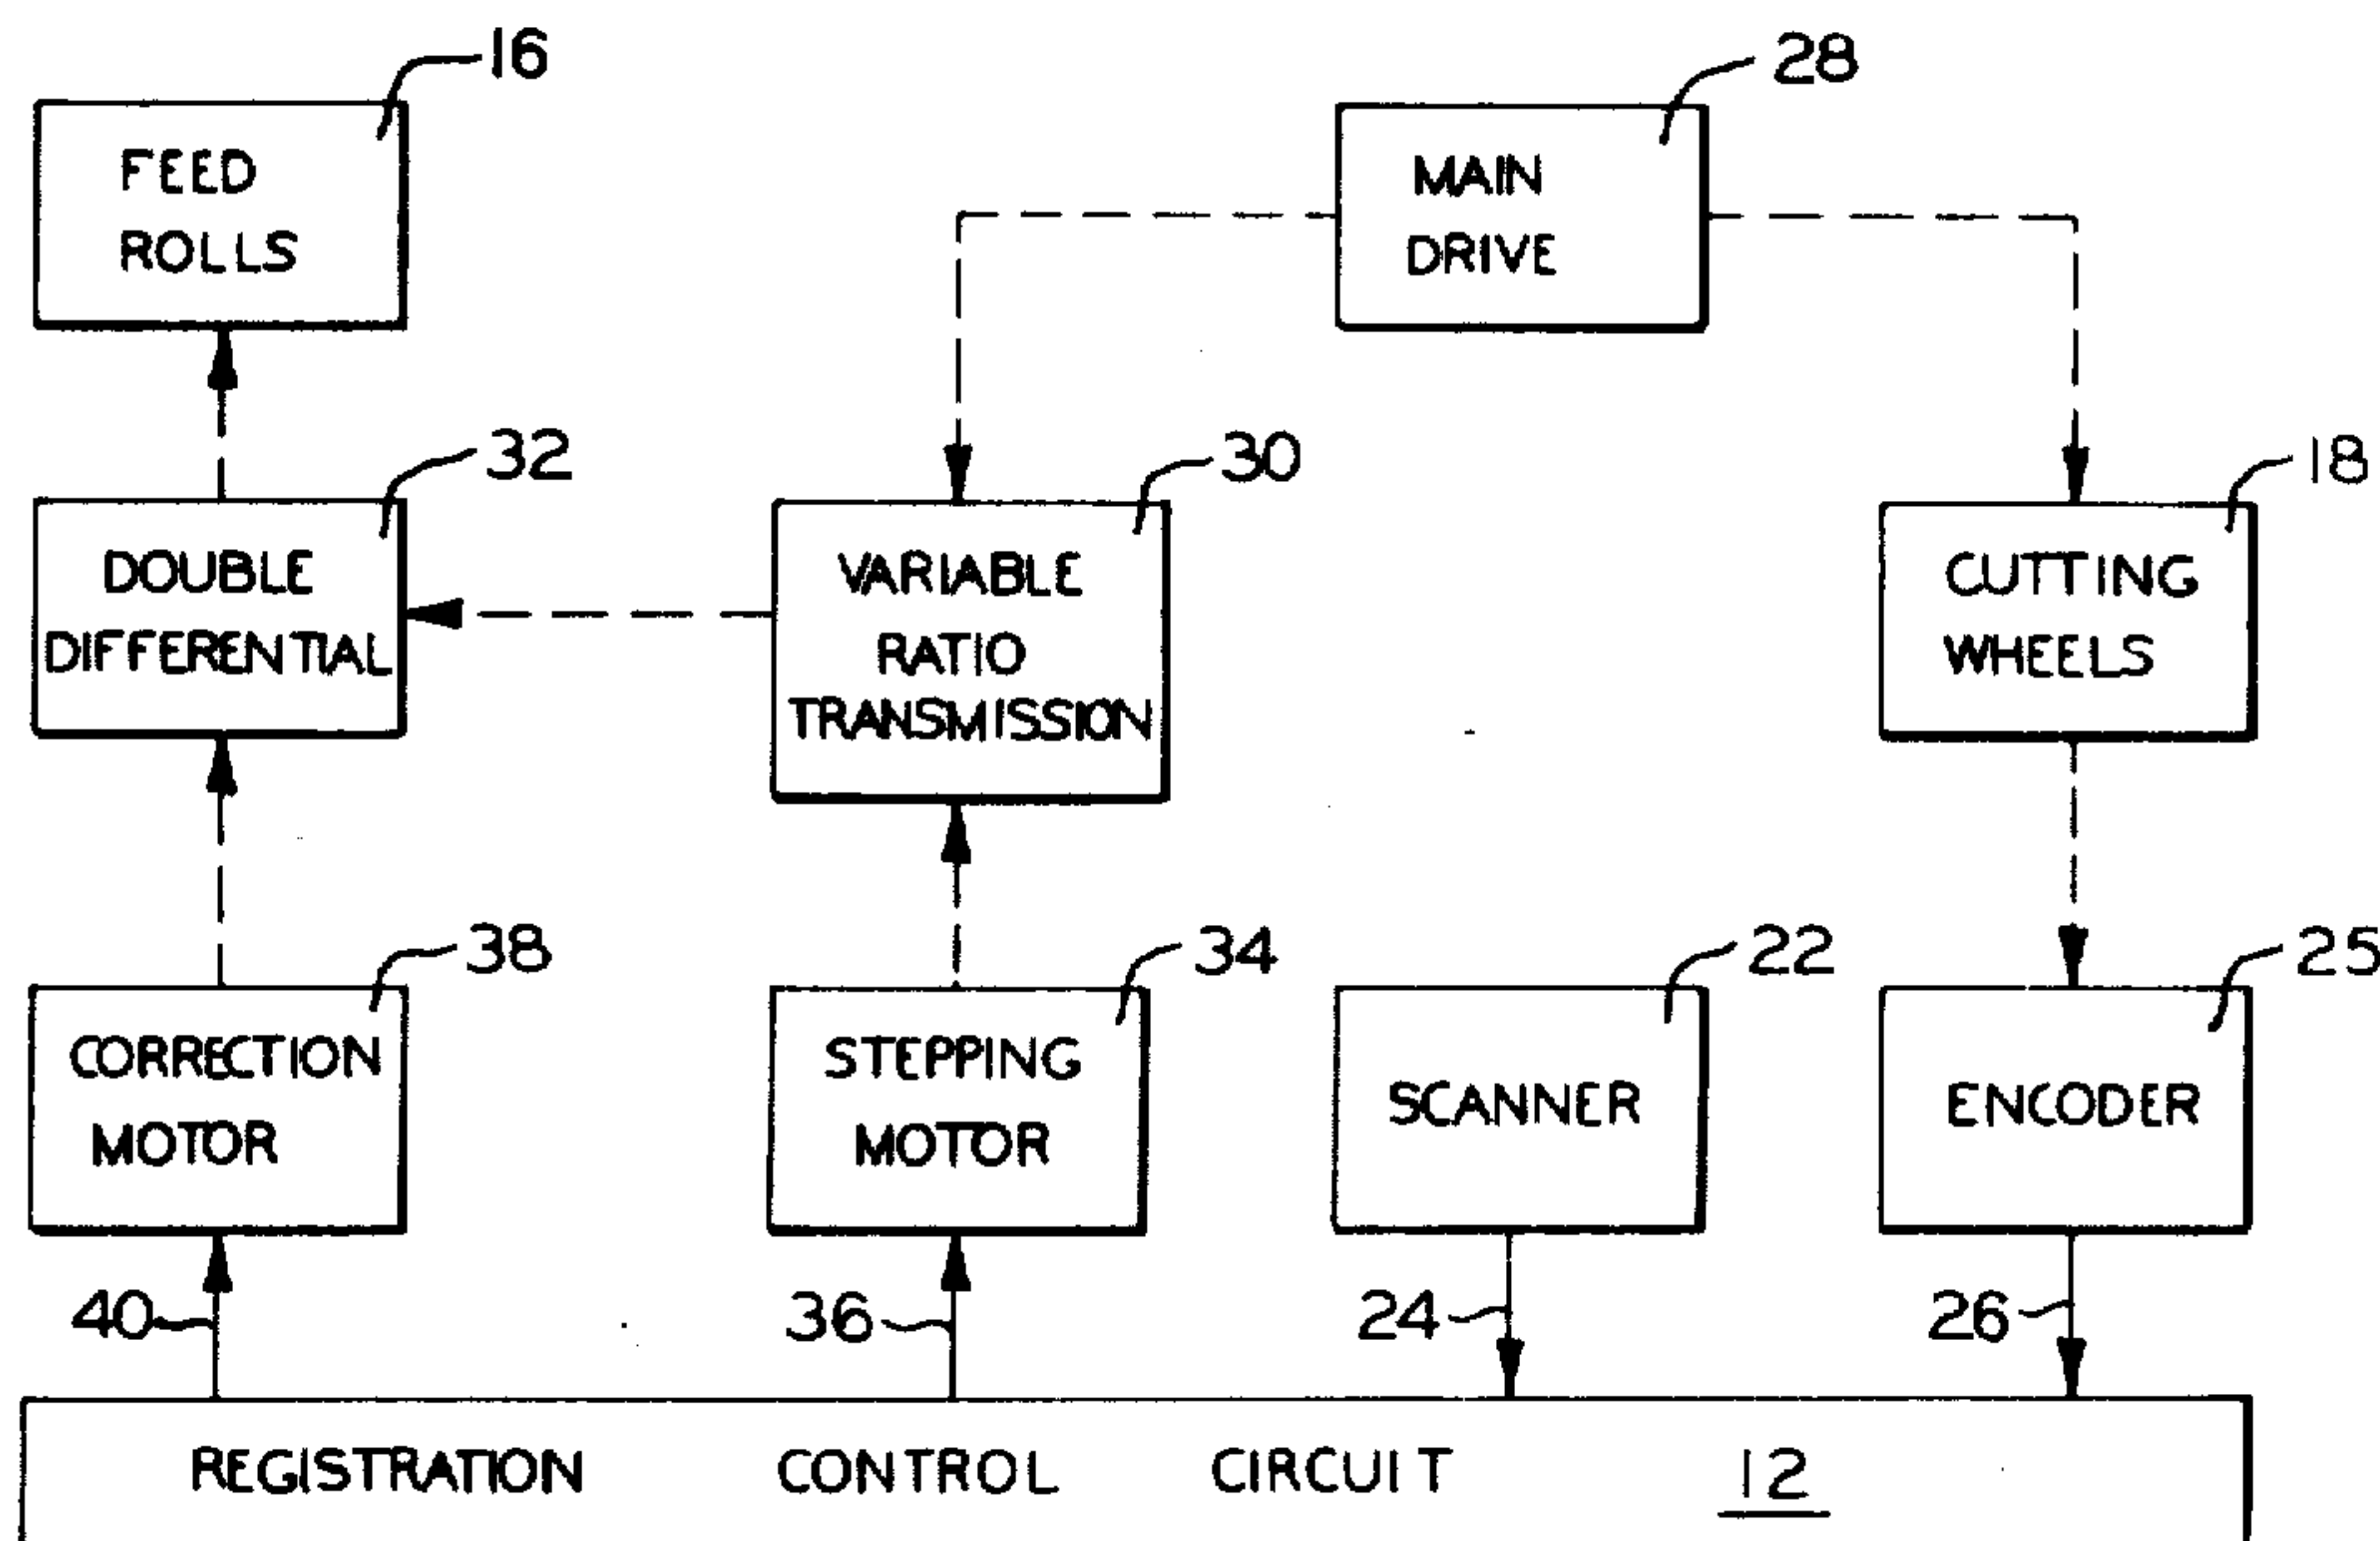 16
28
FEED
ROLLS
MAIN
DRIVE
32
30
18
DOUBLE
DIFFERENTIAL
VARIABLE
RATIO
TRANSMISSION
CUTTING
WHEELS
38
34
22
25
CORRECTION
MOTOR
STEPPING
MOTOR
SCANNER
ENCODER
40
36
24
26
REGISTRATION CONTROL CIRCUIT 12